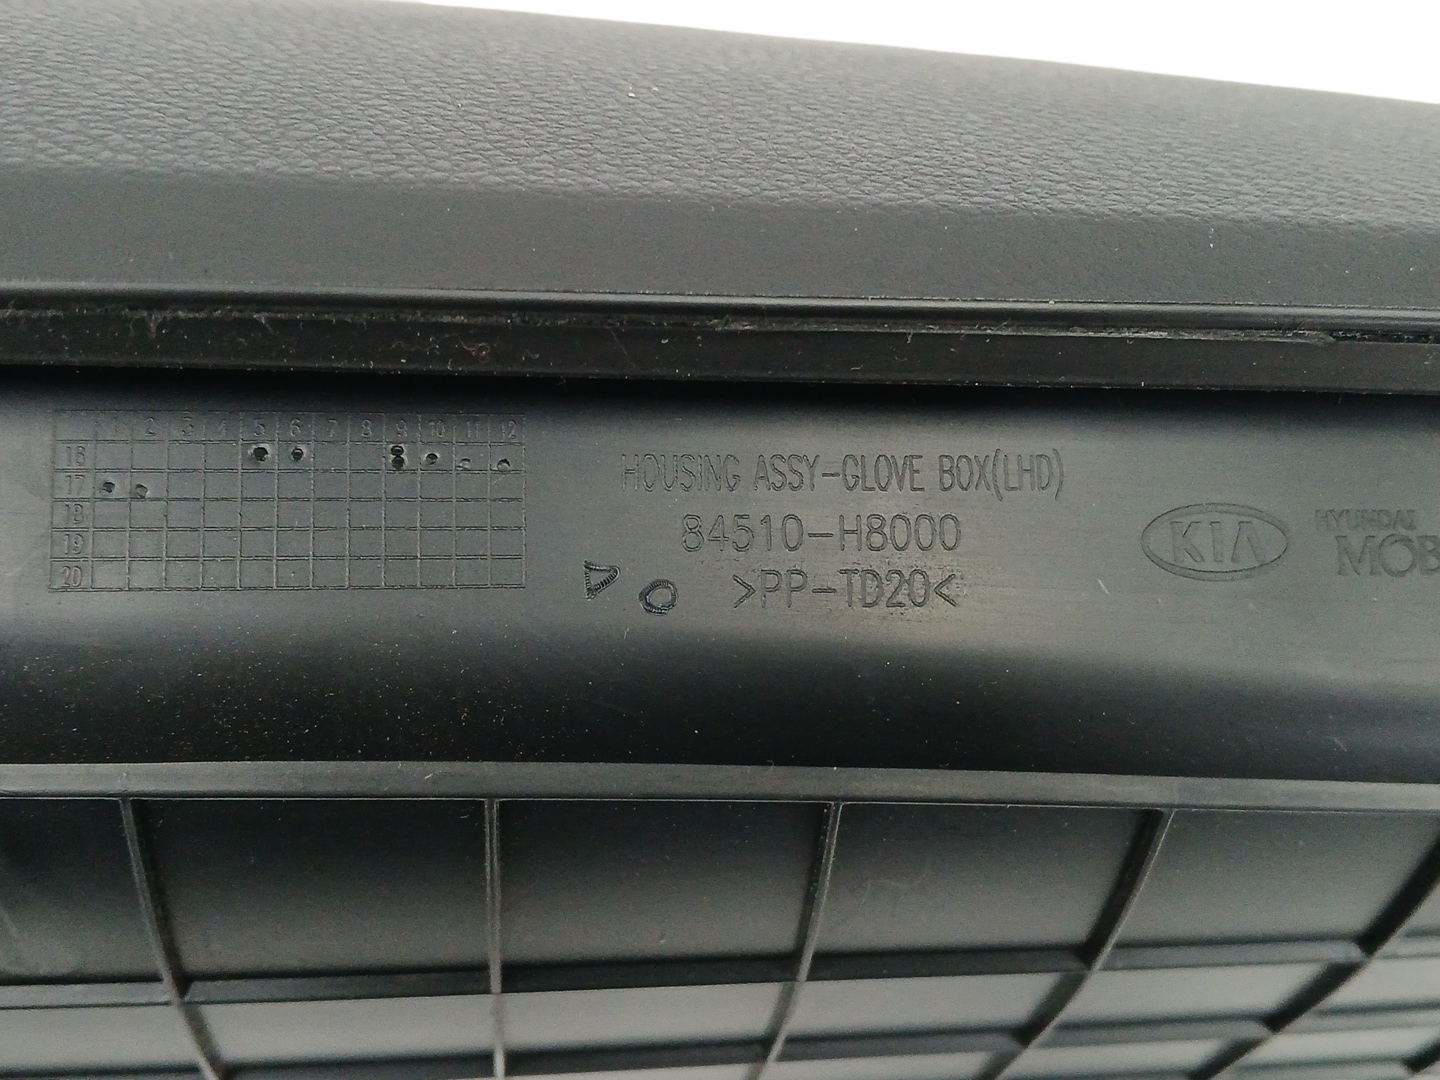 1 2 3 4 5 6 7 8 9 10 11 12
16
17
18
19
20
HOUSING ASSY-GLOVE BOX(LHD)
84510-H8000
>PP-TD20<
KIA
HYUNDAI
MOB